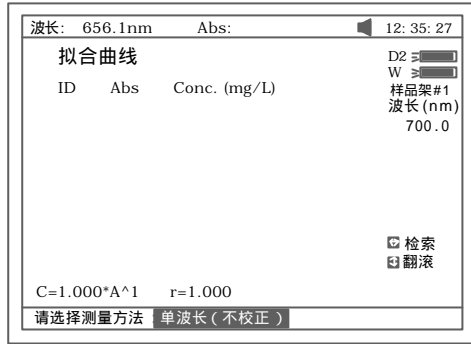 波长: 656.1nm Abs: 12: 35: 27
拟合曲线
ID Abs Conc. (mg/L)
D2
W
样品架#1
波长(nm)
700.0
检索
翻滚
C=1.000*A^1 r=1.000
请选择测量方法: 单波长(不校正)